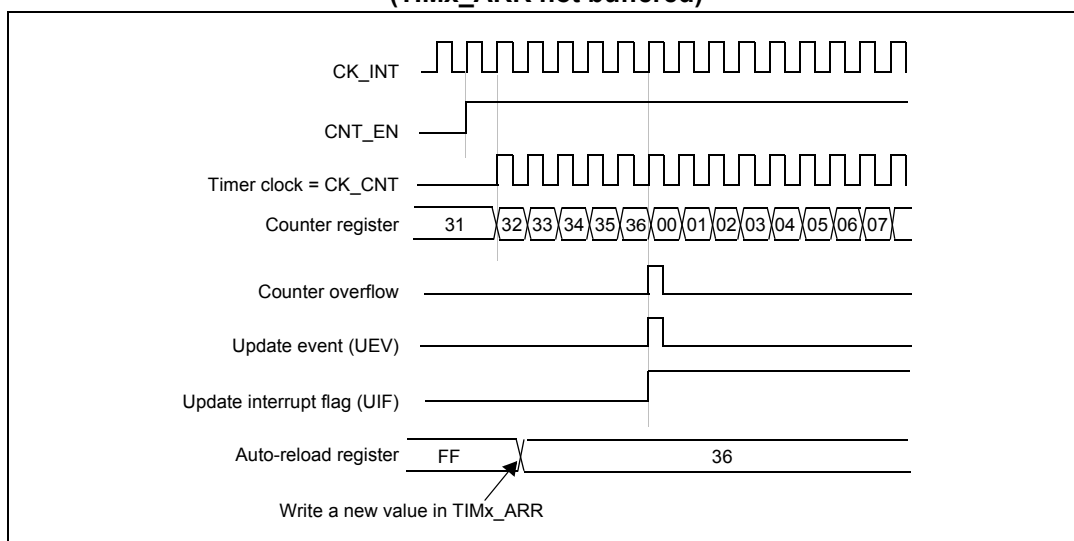 (TIMx_ARR not buffered)
CK_INT
CNT_EN
Timer clock = CK_CNT
Counter register 31 32 33 34 35 36 00 01 02 03 04 05 06 07
Counter overflow
Update event (UEV)
Update interrupt flag (UIF)
Auto-reload register FF 36
Write a new value in TIMx_ARR